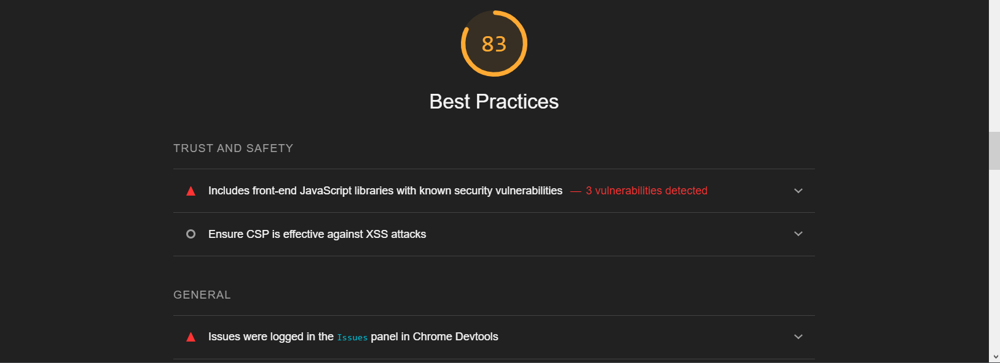 83
Best Practices
TRUST AND SAFETY
Includes front-end JavaScript libraries with known security vulnerabilities — 3 vulnerabilities detected
Ensure CSP is effective against XSS attacks
GENERAL
Issues were logged in the Issues panel in Chrome Devtools